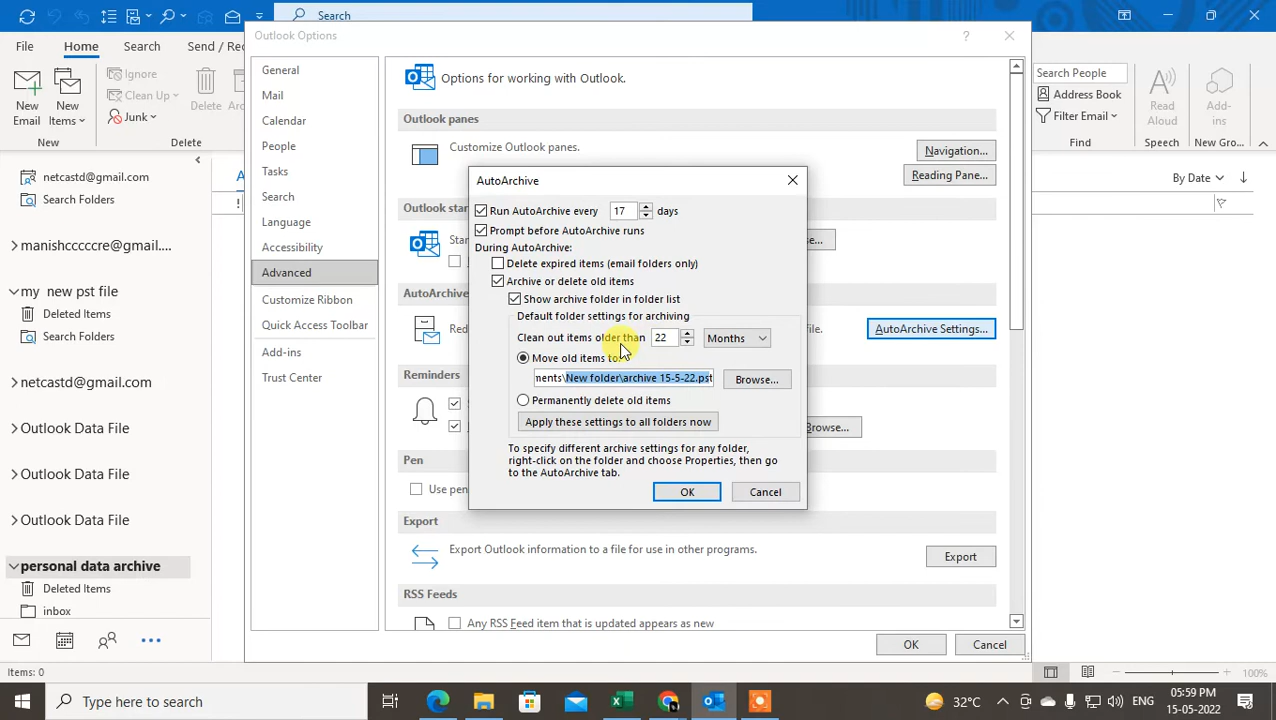 Search
File
Home
Search
Send / Rec
New Email
New Items
Ignore
Clean Up
Junk
Delete
New
Delete
Search People
Address Book
Filter Email
Read Aloud
Add-ins
Find
Speech
New Gro...
netcastd@gmail.com
Search Folders
manishcccccre@gmail....
my new pst file
Deleted Items
Search Folders
netcastd@gmail.com
Outlook Data File
Outlook Data File
Outlook Data File
personal data archive
Deleted Items
inbox
By Date
Outlook Options
General
Mail
Calendar
People
Tasks
Search
Language
Accessibility
Advanced
Customize Ribbon
Quick Access Toolbar
Add-ins
Trust Center
Options for working with Outlook.
Outlook panes
Customize Outlook panes.
Navigation...
Reading Pane...
Outlook star
Star
AutoArchive
Red
file.
AutoArchive Settings...
Reminders
Browse...
Pen
Use pen
Export
Export Outlook information to a file for use in other programs.
Export
RSS Feeds
Any RSS Feed item that is updated appears as new
OK
Cancel
AutoArchive
Run AutoArchive every 17 days
Prompt before AutoArchive runs
During AutoArchive:
Delete expired items (email folders only)
Archive or delete old items
Show archive folder in folder list
Default folder settings for archiving
Clean out items older than 22 Months
Move old items to:
ments\New folder\archive 15-5-22.pst
Browse...
Permanently delete old items
Apply these settings to all folders now
To specify different archive settings for any folder,
right-click on the folder and choose Properties, then go
to the AutoArchive tab.
OK
Cancel
Items: 0
100%
Type here to search
32°C
ENG
05:59 PM
15-05-2022